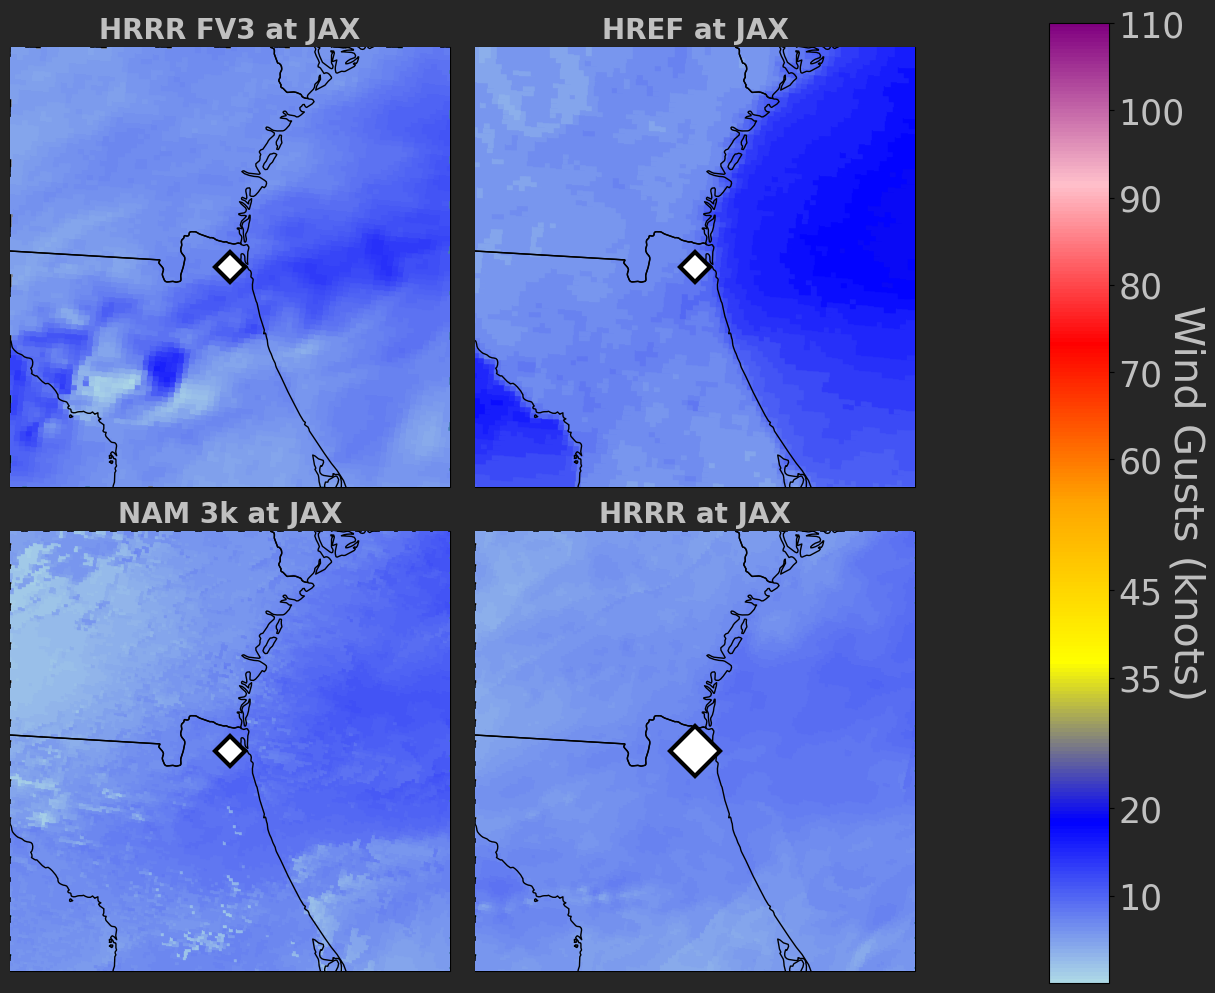 HRRR FV3 at JAX
HREF at JAX
NAM 3k at JAX
HRRR at JAX
110
100
90
80
70
60
45
35
20
10
Wind Gusts (knots)